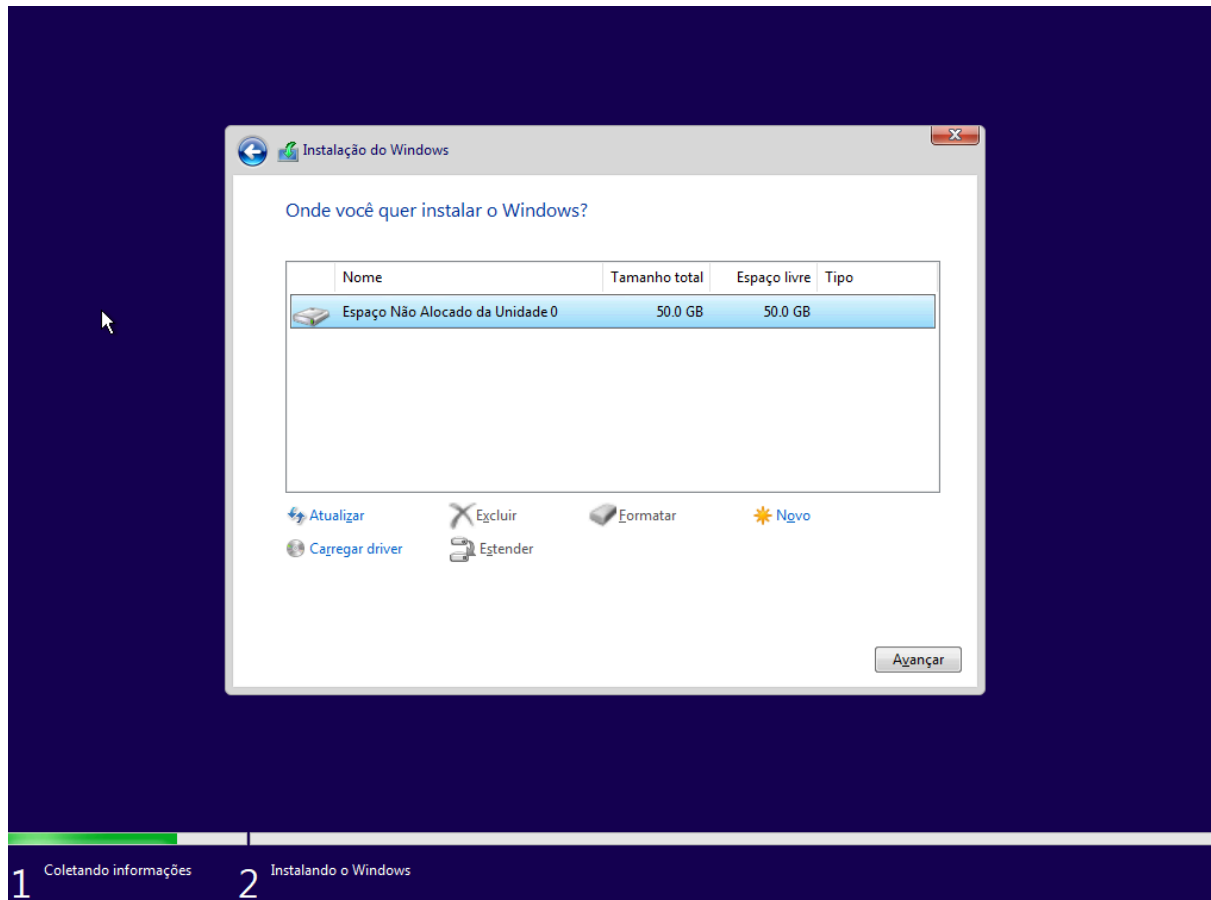 Instalação do Windows
Onde você quer instalar o Windows?
Nome Tamanho total Espaço livre Tipo
Espaço Não Alocado da Unidade 0 50.0 GB 50.0 GB
Atualizar Excluir Formatar Novo
Carregar driver Estender
Avançar
1 Coletando informações 2 Instalando o Windows